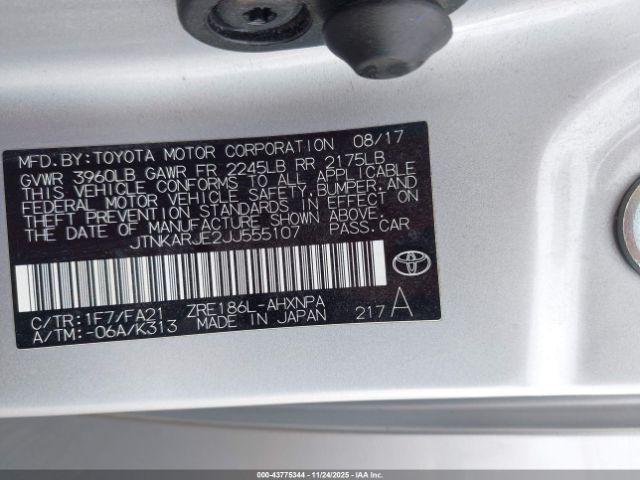 MFD.BY:TOYOTA MOTOR CORPORATION 08/17
GVWR 3960LB GAWR FR 2245LB RR 2175LB
THIS VEHICLE CONFORMS TO ALL APPLICABLE
FEDERAL MOTOR VEHICLE SAFETY, BUMPER, AND
THEFT PREVENTION STANDARDS IN EFFECT ON
THE DATE OF MANUFACTURE SHOWN ABOVE.
JTNKARJE2JJ555107 PASS.CAR
C/TR:1F7/FA21 ZRE186L-AHXNPA
A/TM:-06A/K313 MADE IN JAPAN 217A
000-43775344 - 11/24/2025 - IAAI.com